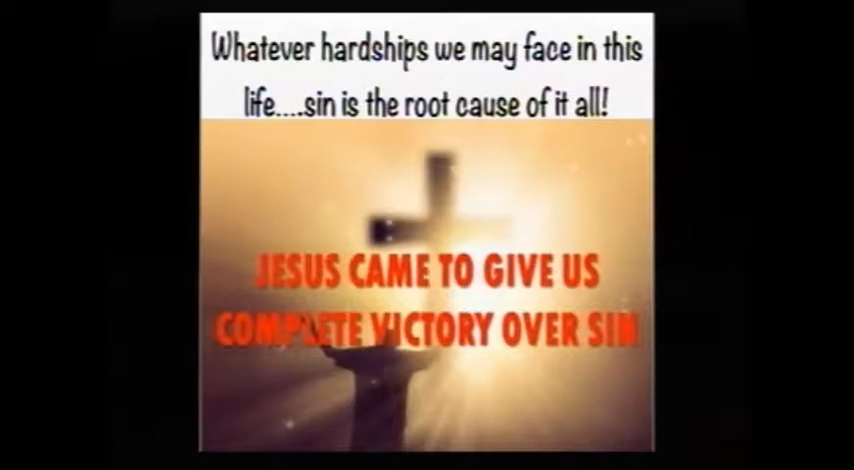 Whatever hardships we may face in this
life....sin is the root cause of it all!
JESUS CAME TO GIVE US
COMPLETE VICTORY OVER SIN